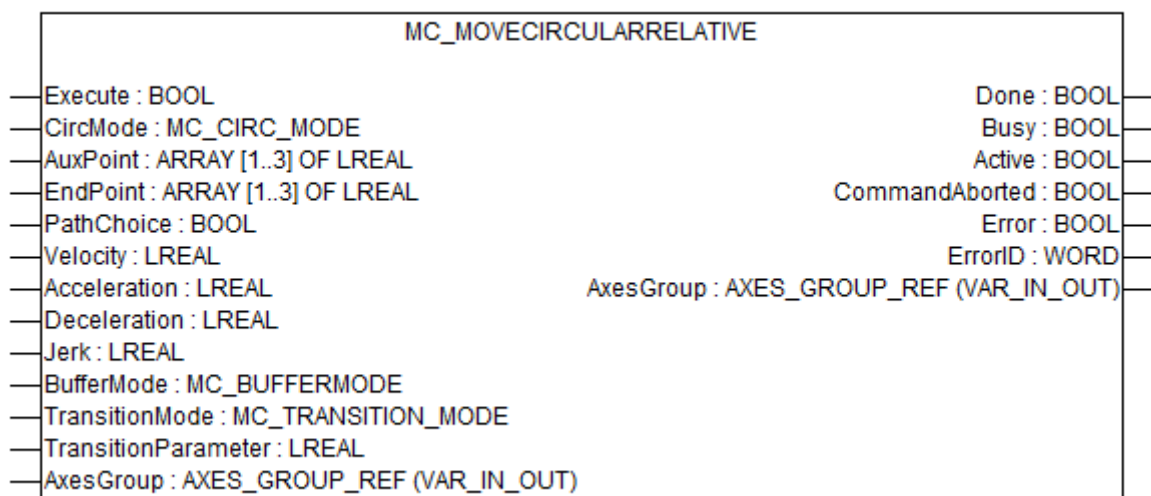 MC_MOVECIRCULARRELATIVE
Execute : BOOL Done : BOOL
CircMode : MC_CIRC_MODE Busy : BOOL
AuxPoint : ARRAY [1..3] OF LREAL Active : BOOL
EndPoint : ARRAY [1..3] OF LREAL CommandAborted : BOOL
PathChoice : BOOL Error : BOOL
Velocity : LREAL ErrorID : WORD
Acceleration : LREAL AxesGroup : AXES_GROUP_REF (VAR_IN_OUT)
Deceleration : LREAL
Jerk : LREAL
BufferMode : MC_BUFFERMODE
TransitionMode : MC_TRANSITION_MODE
TransitionParameter : LREAL
AxesGroup : AXES_GROUP_REF (VAR_IN_OUT)